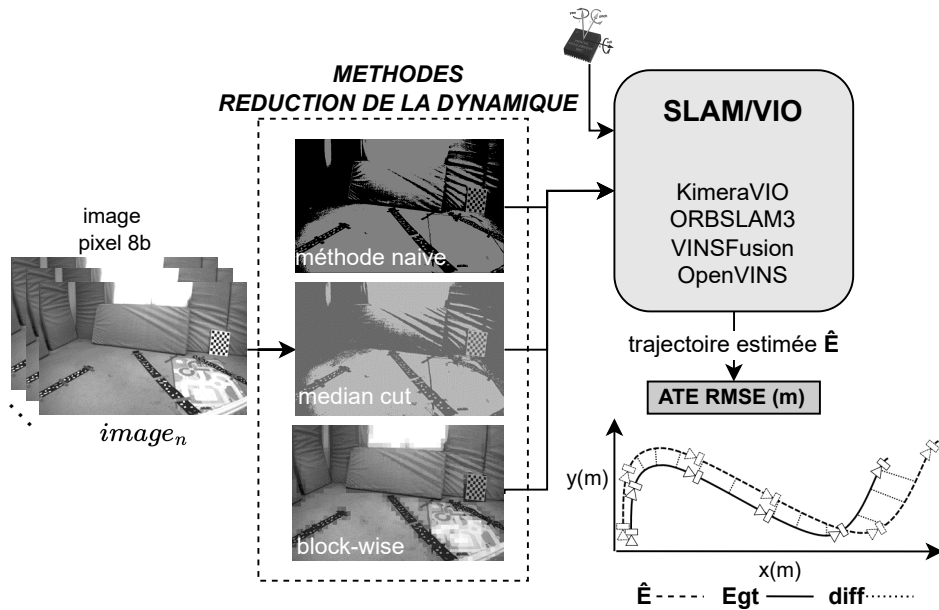 METHODES
REDUCTION DE LA DYNAMIQUE
image
pixel 8b
image_n
méthode naive
median cut
block-wise
SLAM/VIO
KimeraVIO
ORBSLAM3
VINSFusion
OpenVINS
trajectoire estimée Ê
ATE RMSE (m)
y(m)
x(m)
Ê
Egt
diff